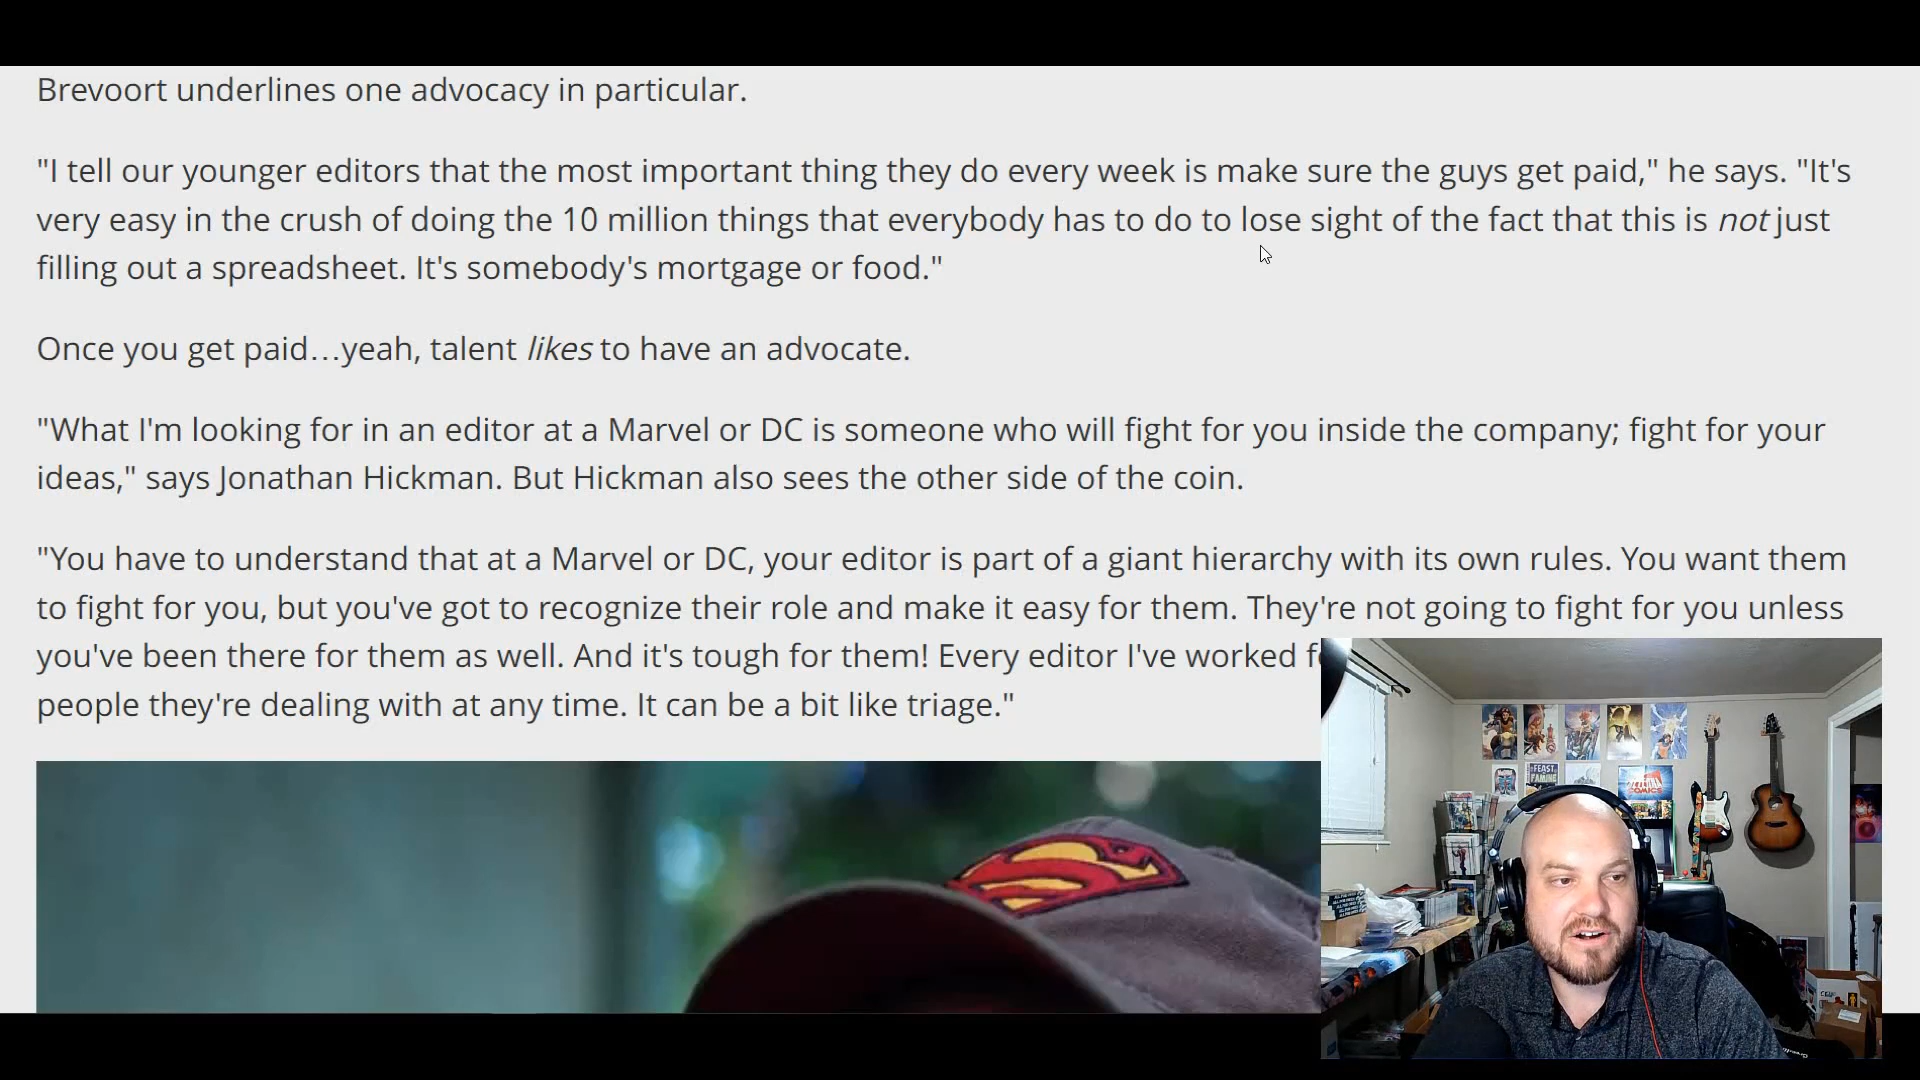 Brevoort underlines one advocacy in particular.
"I tell our younger editors that the most important thing they do every week is make sure the guys get paid," he says. "It's
very easy in the crush of doing the 10 million things that everybody has to do to lose sight of the fact that this is not just
filling out a spreadsheet. It's somebody's mortgage or food."
Once you get paid…yeah, talent likes to have an advocate.
"What I'm looking for in an editor at a Marvel or DC is someone who will fight for you inside the company; fight for your
ideas," says Jonathan Hickman. But Hickman also sees the other side of the coin.
"You have to understand that at a Marvel or DC, your editor is part of a giant hierarchy with its own rules. You want them
to fight for you, but you've got to recognize their role and make it easy for them. They're not going to fight for you unless
you've been there for them as well. And it's tough for them! Every editor I've worked
people they're dealing with at any time. It can be a bit like triage."
FEAST
FAMINE
COMICS